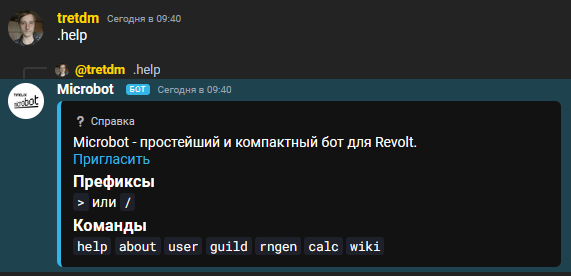 tretdm Сегодня в 09:40
.help
@tretdm .help
Microbot БОТ Сегодня в 09:40
microbot
? Справка
Microbot - простейший и компактный бот для Revolt.
Пригласить
Префиксы
> или /
Команды
help about user guild rngen calc wiki